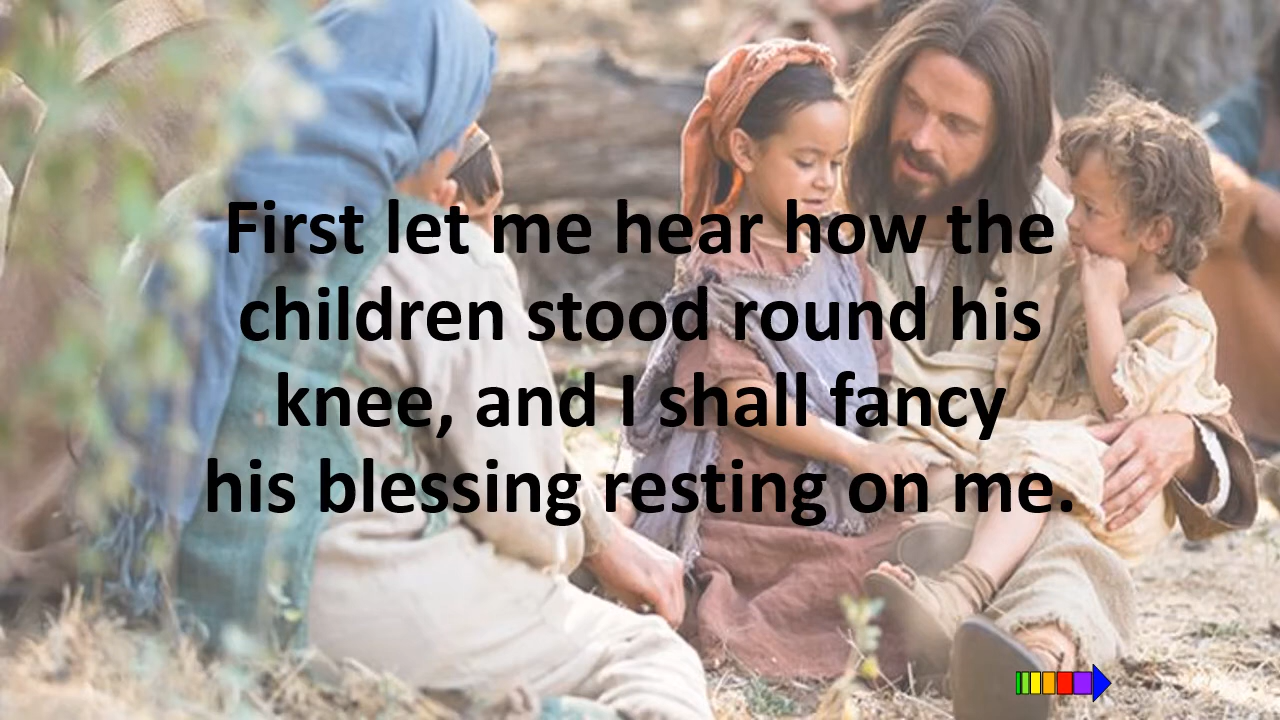 First let me hear how the
children stood round his
knee, and I shall fancy
his blessing resting on me.